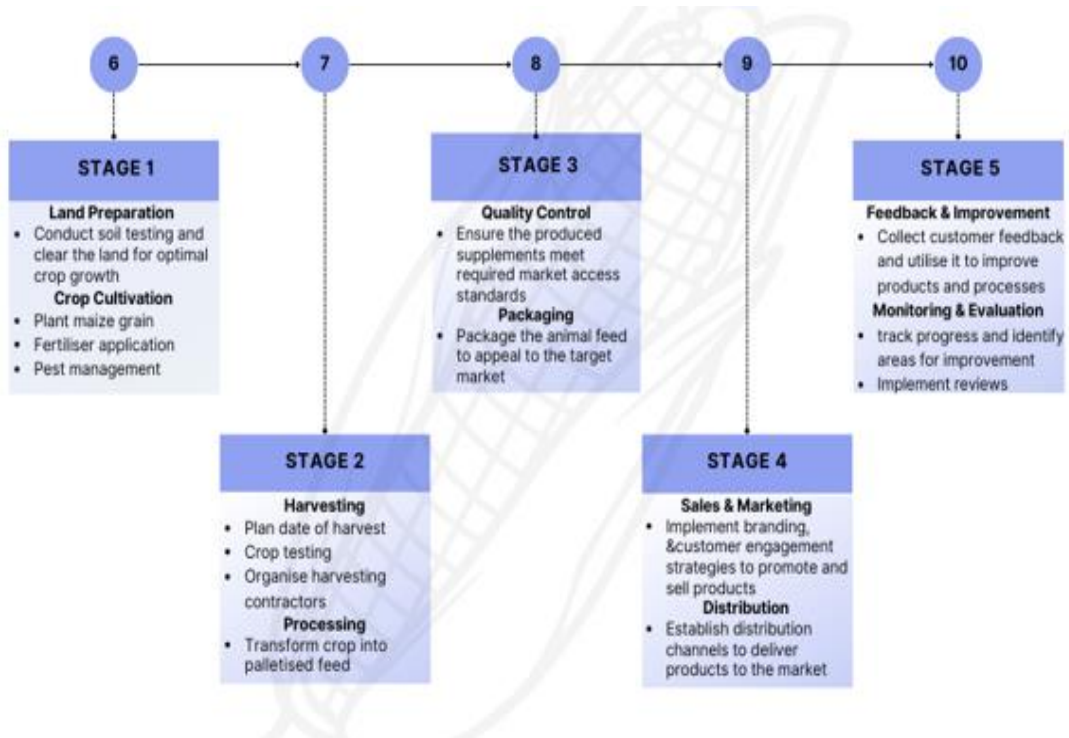 6
7
8
9
10
STAGE 1
Land Preparation
• Conduct soil testing and
clear the land for optimal
crop growth
Crop Cultivation
• Plant maize grain
• Fertiliser application
• Pest management
STAGE 2
Harvesting
• Plan date of harvest
• Crop testing
• Organise harvesting
contractors
Processing
• Transform crop into
palletised feed
STAGE 3
Quality Control
• Ensure the produced
supplements meet
required market access
standards
Packaging
• Package the animal feed
to appeal to the target
market
STAGE 4
Sales & Marketing
• Implement branding,
&customer engagement
strategies to promote and
sell products
Distribution
• Establish distribution
channels to deliver
products to the market
STAGE 5
Feedback & Improvement
• Collect customer feedback
and utilise it to improve
products and processes
Monitoring & Evaluation
• track progress and identify
areas for improvement
• Implement reviews